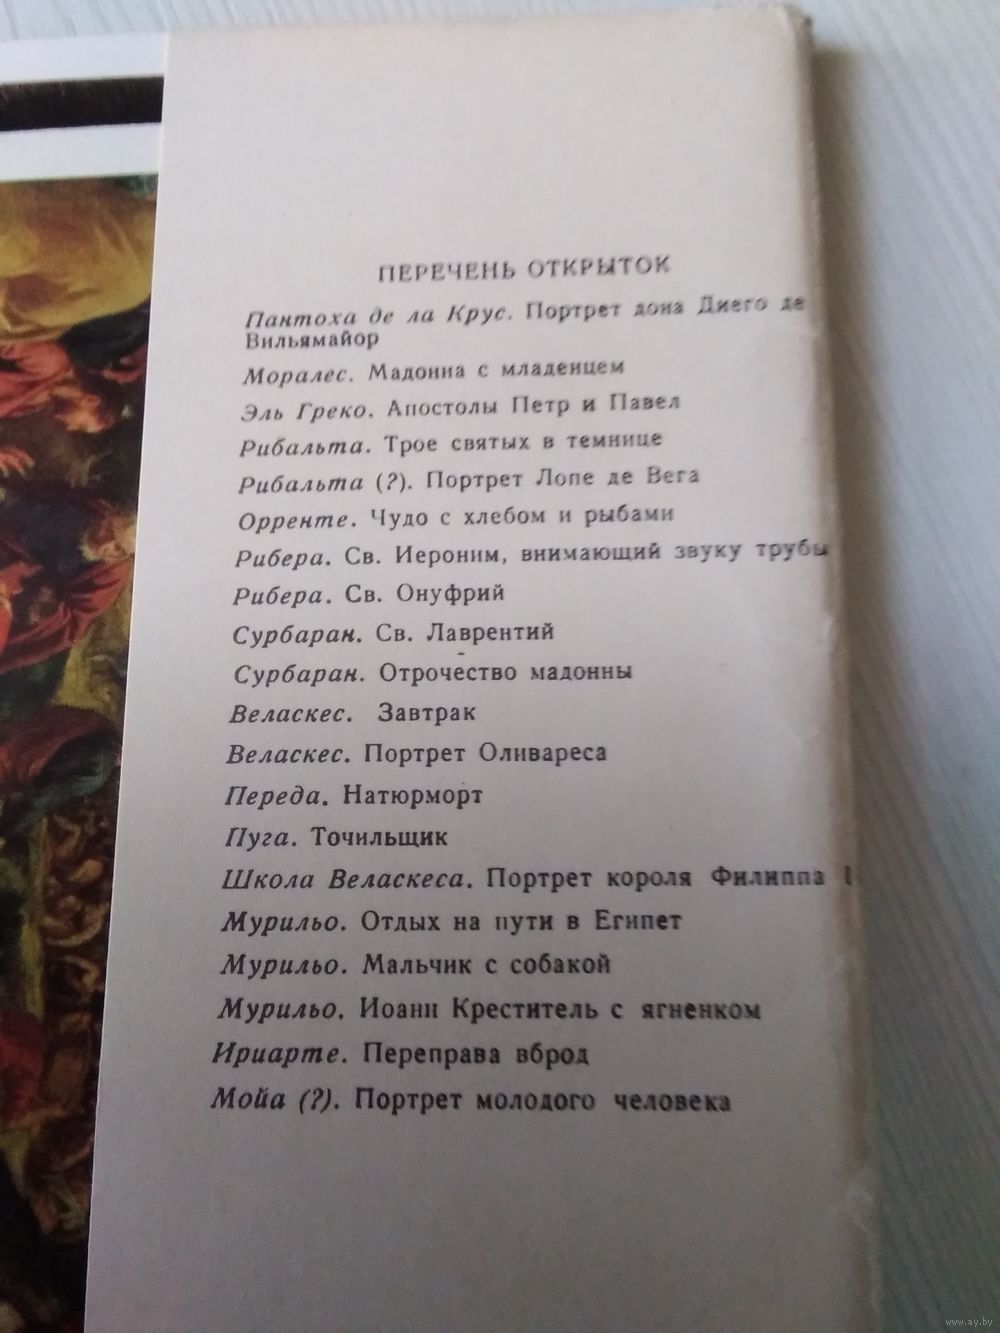 ПЕРЕЧЕНЬ ОТКРЫТОК
Пантоха де ла Крус. Портрет дона Диего де
Вильямайор
Моралес. Мадонна с младенцем
Эль Греко. Апостолы Петр и Павел
Рибальта. Трое святых в темнице
Рибальта (?). Портрет Лопе де Вега
Орренте. Чудо с хлебом и рыбами
Рибера. Св. Иероним, внимающий звуку трубы
Рибера. Св. Онуфрий
Сурбаран. Св. Лаврентий
Сурбаран. Отрочество мадонны
Веласкес. Завтрак
Веласкес. Портрет Оливареса
Переда. Натюрморт
Пуга. Точильщик
Школа Веласкеса. Портрет короля Филиппа
Мурильо. Отдых на пути в Египет
Мурильо. Мальчик с собакой
Мурильо. Иоанн Креститель с ягненком
Ириарте. Переправа вброд
Мойа (?). Портрет молодого человека
www.ay.by